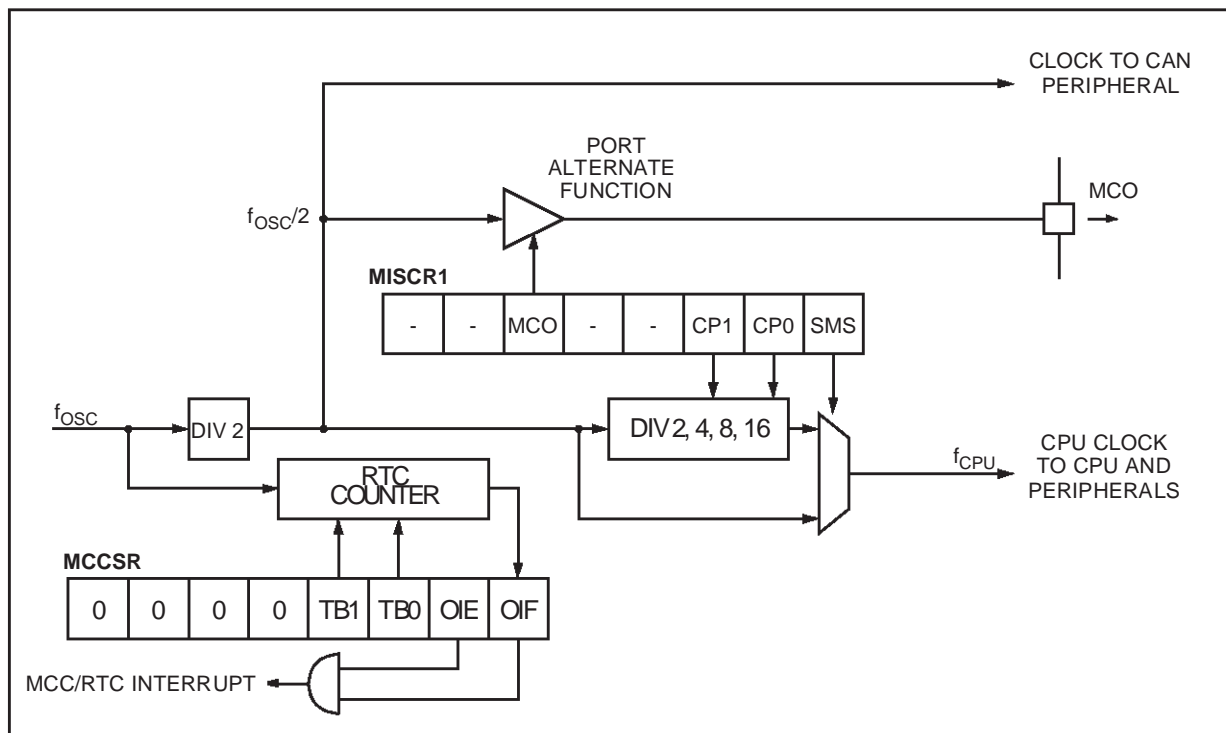 CLOCK TO CAN
PERIPHERAL
PORT
ALTERNATE
FUNCTION
MCO
fOSC/2
MISCR1
- - MCO - - CP1 CP0 SMS
fOSC
DIV 2
DIV 2, 4, 8, 16
RTC
COUNTER
fCPU
CPU CLOCK
TO CPU AND
PERIPHERALS
MCCSR
0 0 0 0 TB1 TB0 OIE OIF
MCC/RTC INTERRUPT